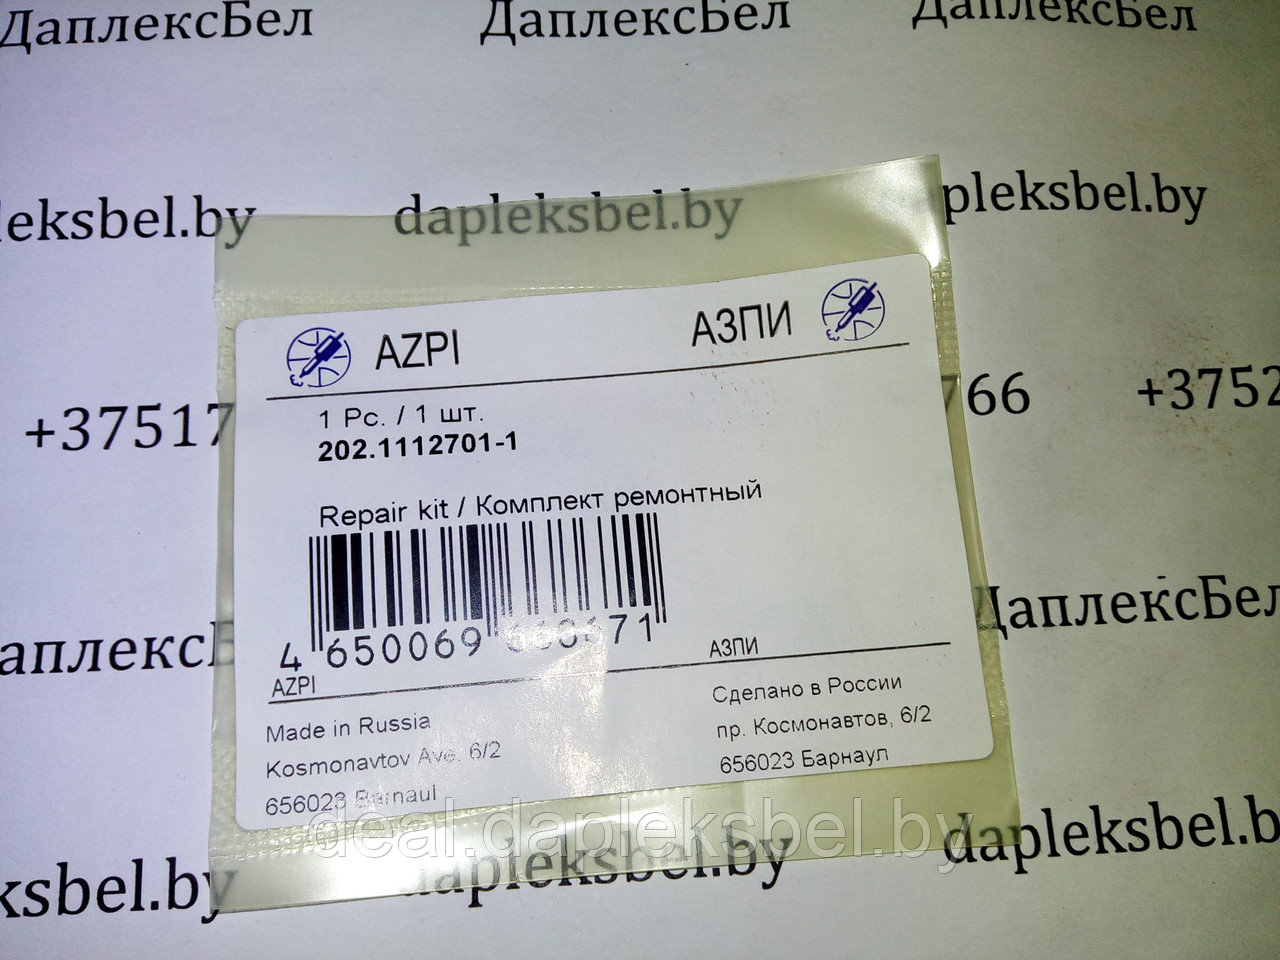 ДаплексБел ДаплексБел ДаплексБел
leksbel.by dapleksbel.by pleksbel.by
AZPI АЗПИ
+37517 766 +3752
1 Pc. / 1 шт.
202.1112701-1
Repair kit / Комплект ремонтный
4 650069
аплексБ ДаплексБел
AZPI АЗПИ
Made in Russia Сделано в России
Kosmonavtov Ave. 6/2 пр. Космонавтов, 6/2
656023 Barnaul 656023 Барнаул
deal.dapleksbel.by
ksbel.by dapleksbel.by dapleksbel.b